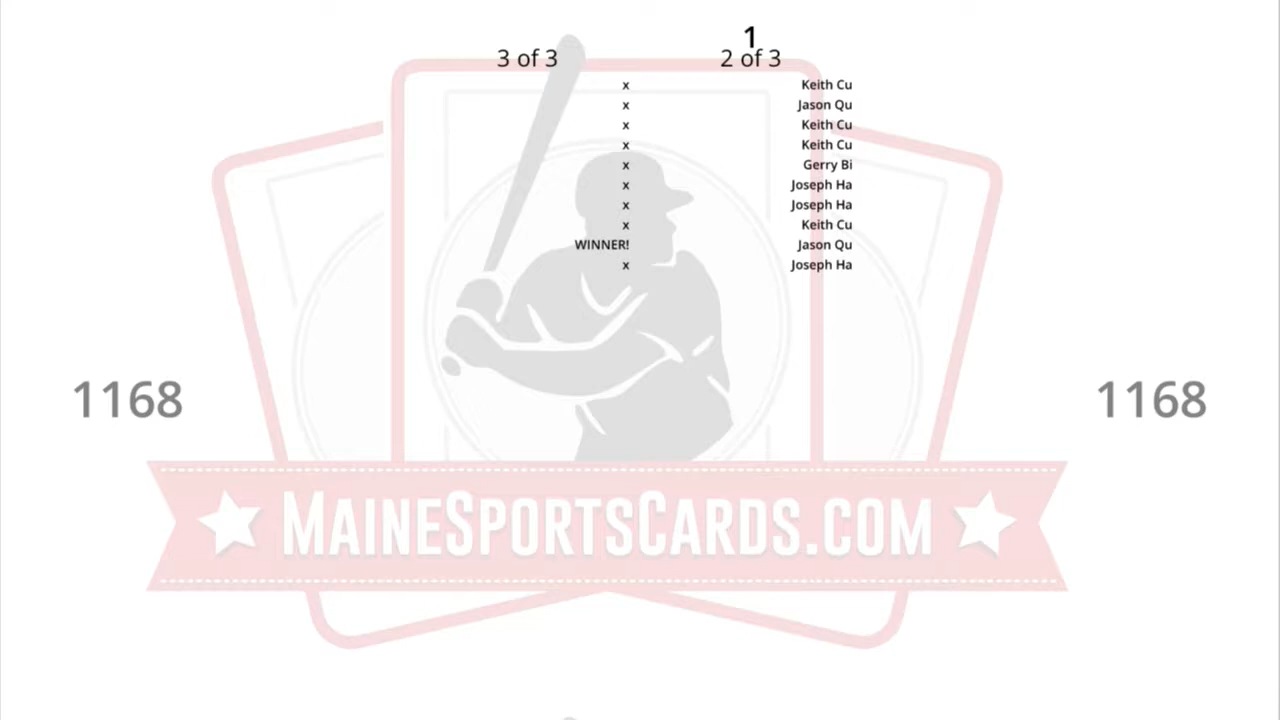 1
3 of 3 2 of 3
x Keith Cu
x Jason Qu
x Keith Cu
x Keith Cu
x Gerry Bi
x Joseph Ha
x Joseph Ha
x Keith Cu
WINNER! Jason Qu
x Joseph Ha
1168 1168
MAINESPORTSCARDS.COM